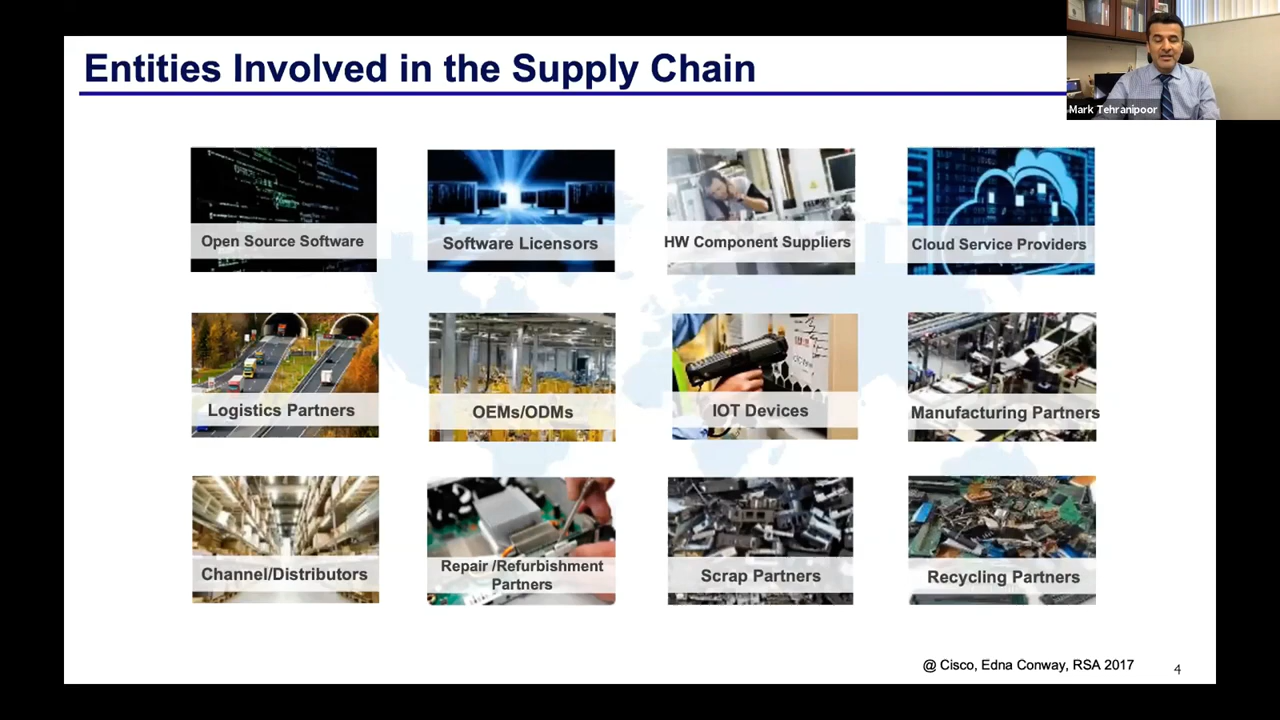 Entities Involved in the Supply Chain
Mark Tehranipoor
Open Source Software
Software Licensors
HW Component Suppliers
Cloud Service Providers
Logistics Partners
OEMs/ODMs
IOT Devices
Manufacturing Partners
Channel/Distributors
Repair /Refurbishment
Partners
Scrap Partners
Recycling Partners
@ Cisco, Edna Conway, RSA 2017
4